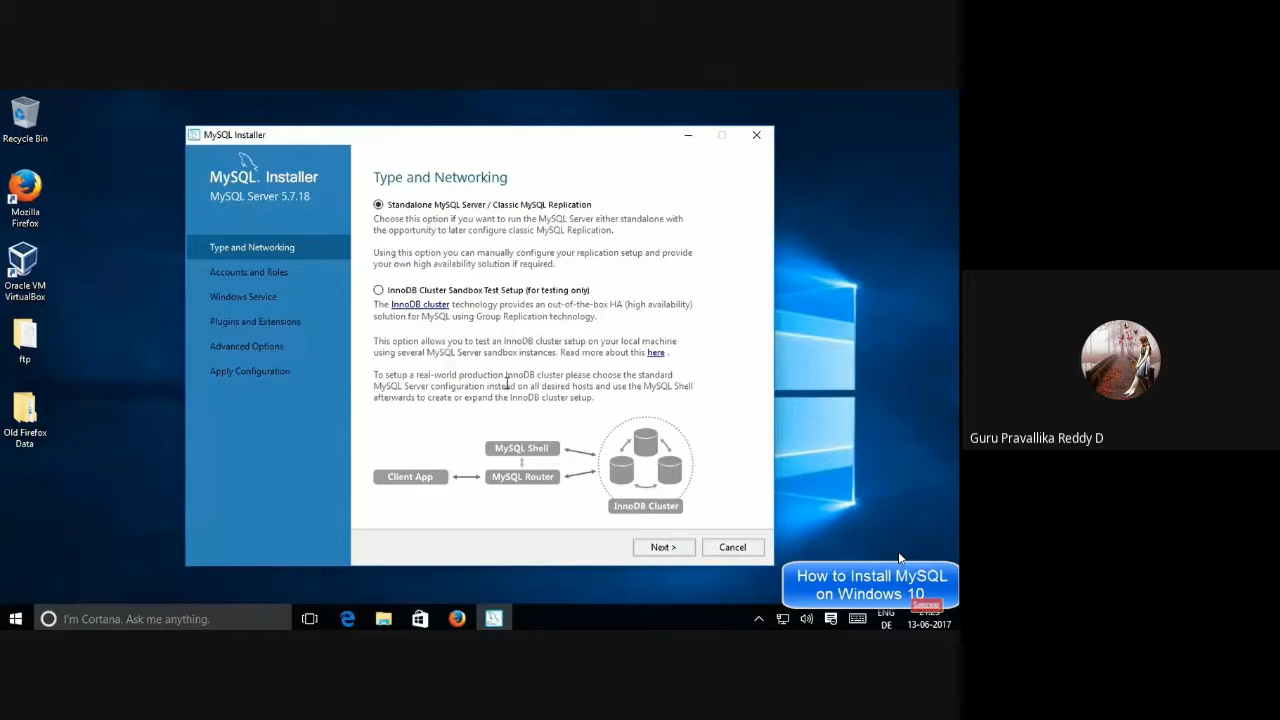 Recycle Bin
Mozilla
Firefox
Oracle VM
VirtualBox
ftp
Old Firefox
Data
MySQL Installer
MySQL. Installer
MySQL Server 5.7.18
Type and Networking
Accounts and Roles
Windows Service
Plugins and Extensions
Advanced Options
Apply Configuration
Type and Networking
Standalone MySQL Server / Classic MySQL Replication
Choose this option if you want to run the MySQL Server either standalone with
the opportunity to later configure classic MySQL Replication.
Using this option you can manually configure your replication setup and provide
your own high availability solution if required.
InnoDB Cluster Sandbox Test Setup (for testing only)
The InnoDB cluster technology provides an out-of-the-box HA (high availability)
solution for MySQL using Group Replication technology.
This option allows you to test an InnoDB cluster setup on your local machine
using several MySQL Server sandbox instances. Read more about this here .
To setup a real-world production InnoDB cluster please choose the standard
MySQL Server configuration instead on all desired hosts and use the MySQL Shell
afterwards to create or expand the InnoDB cluster setup.
MySQL Shell
Client App
MySQL Router
InnoDB Cluster
Next >
Cancel
How to Install MySQL
on Windows 10
Subscribe
I'm Cortana. Ask me anything.
ENG
DE
13-06-2017
Guru Pravallika Reddy D